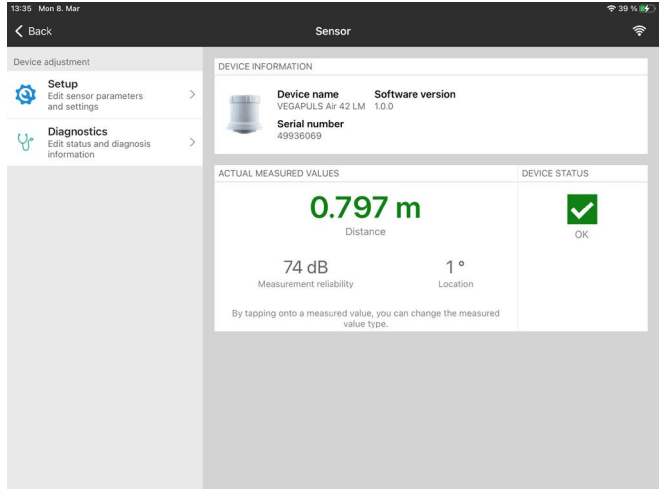 13:35 Mon 8. Mar
39 %
Back
Sensor
Device adjustment
Setup
Edit sensor parameters
and settings
Diagnostics
Edit status and diagnosis
information
DEVICE INFORMATION
Device name Software version
VEGAPULS Air 42 LM 1.0.0
Serial number
49936069
ACTUAL MEASURED VALUES
0.797 m
Distance
74 dB 1 °
Measurement reliability Location
By tapping onto a measured value, you can change the measured
value type.
DEVICE STATUS
OK